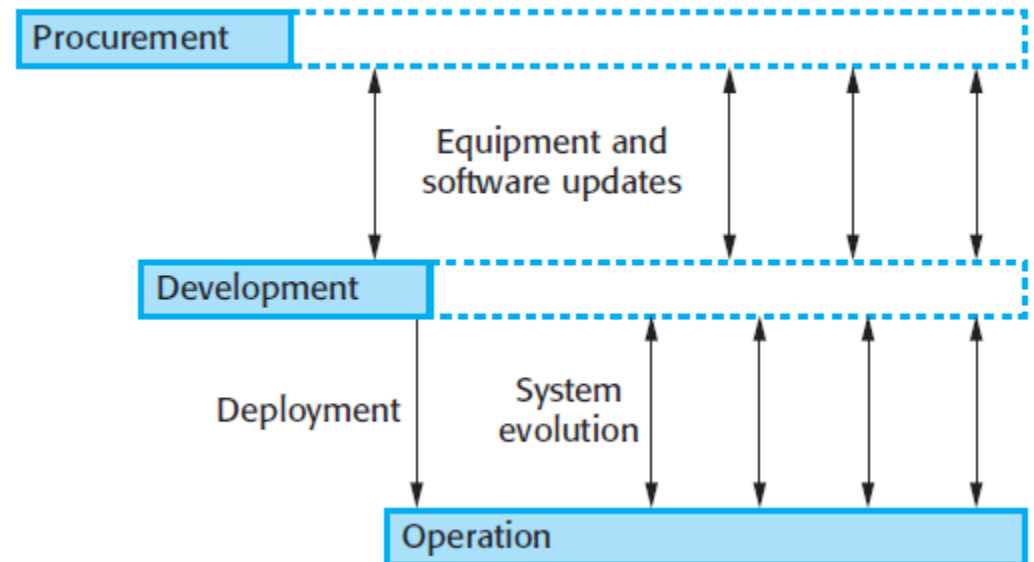 Procurement
Equipment and
software updates
Development
Deployment
System
evolution
Operation